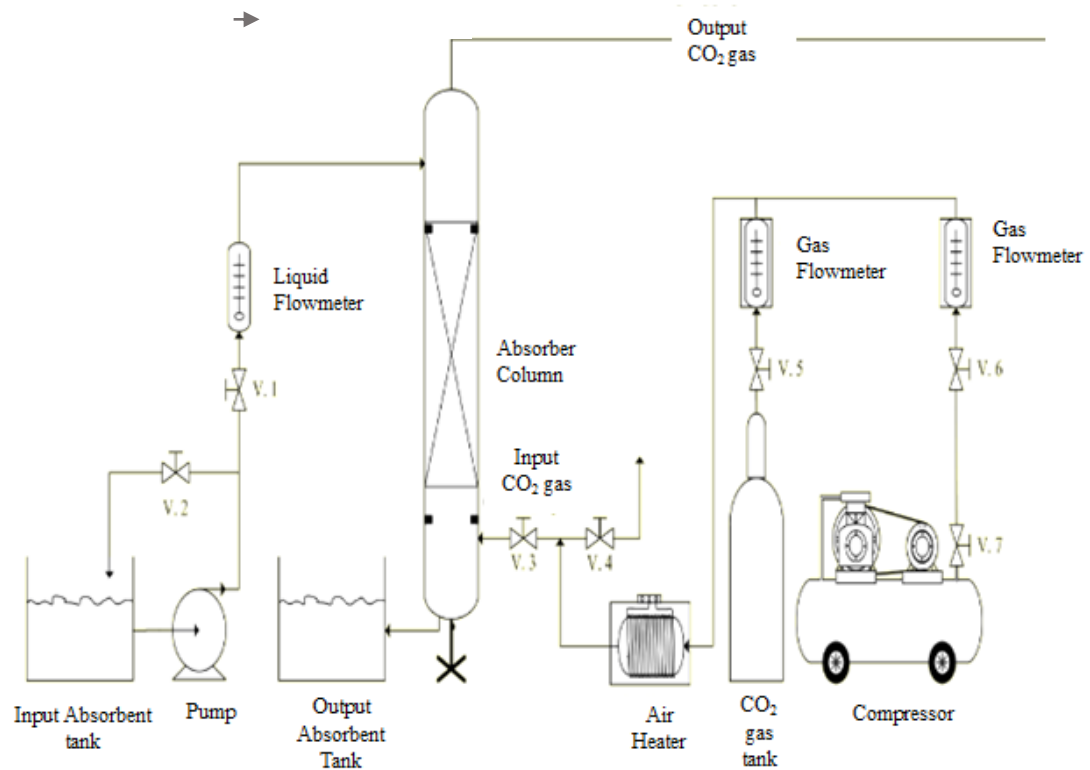 Output
CO₂ gas
Liquid
Flowmeter
Gas
Flowmeter
Gas
Flowmeter
Absorber
Column
V.1
V.5
V.6
Input
CO₂ gas
V.2
V.3
V.4
V.7
Input Absorbent
tank
Pump
Output
Absorbent
Tank
Air
Heater
CO₂
gas
tank
Compressor